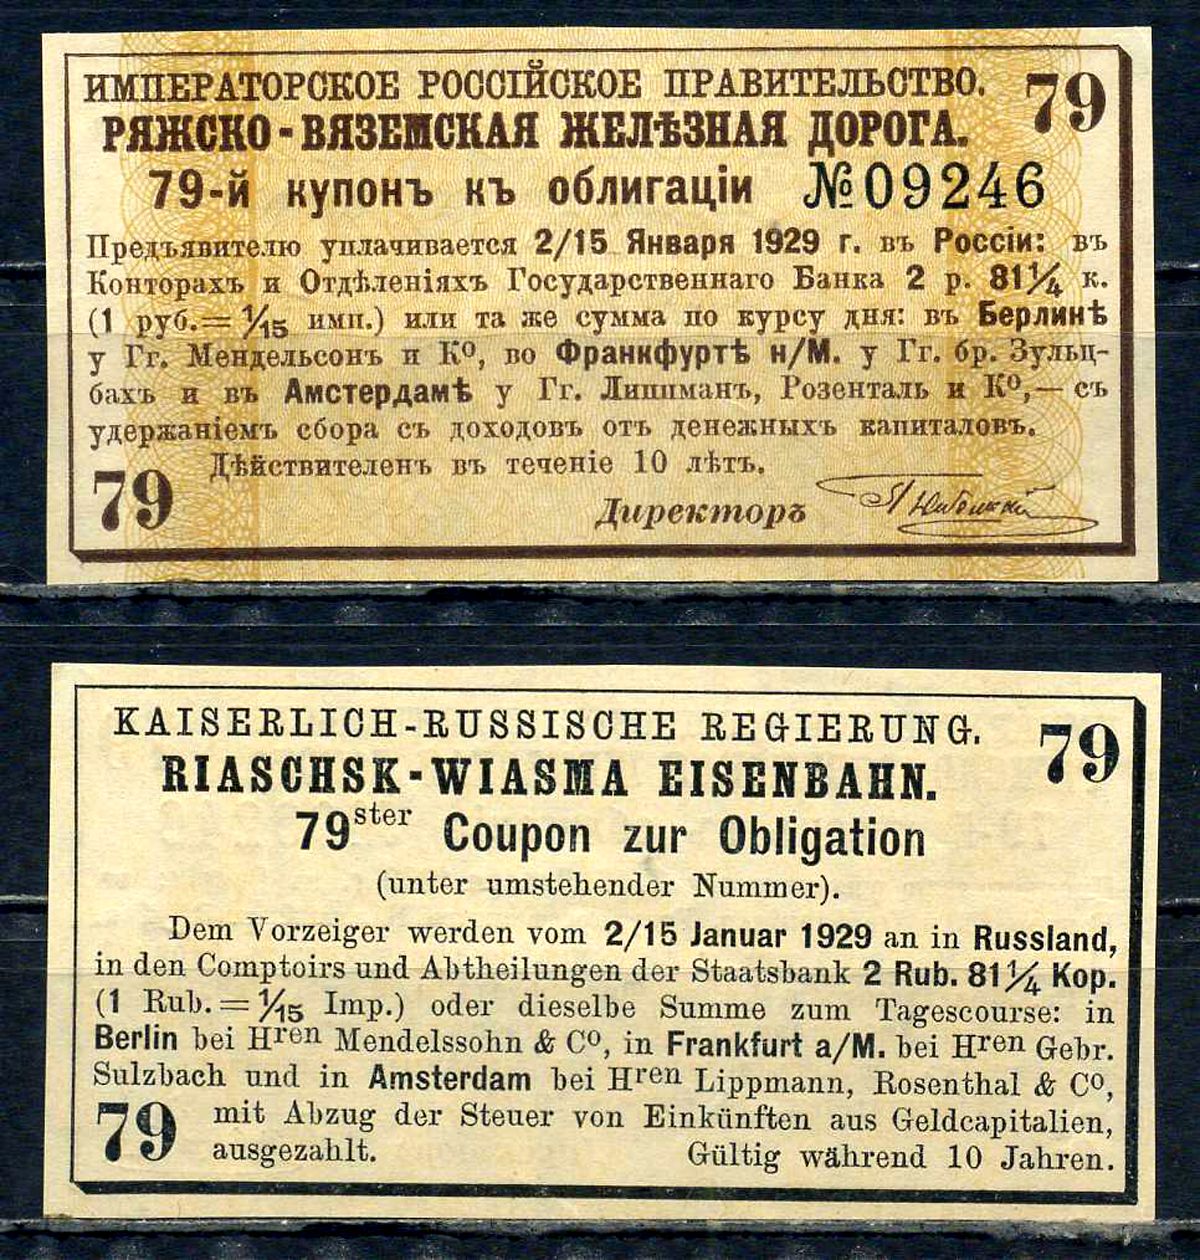 ИМПЕРАТОРСКОЕ РОССІЙСКОЕ ПРАВИТЕЛЬСТВО. 79
РЯЖСКО-ВЯЗЕМСКАЯ ЖЕЛѢЗНАЯ ДОРОГА.
79-й купонъ къ облигаціи №09246
Предъявителю уплачивается 2/15 Января 1929 г. въ Россіи: въ
Конторахъ и Отдѣленіяхъ Государственнаго Банка 2 р. 81¼ к.
(1 руб.=1/15 имп.) или та же сумма по курсу дня: въ Берлинѣ
у Гг. Мендельсонъ и Ко, во Франкфуртѣ н/М. у Гг. бр. Зульц-
бахъ и въ Амстердамѣ у Гг. Липпманъ, Розенталь и Ко,— съ
удержаніемъ сбора съ доходовъ отъ денежныхъ капиталовъ.
79 Дѣйствителенъ въ теченіе 10 лѣтъ.
Директоръ
KAISERLICH-RUSSISCHE REGIERUNG. 79
RIASCHSK-WIASMA EISENBAHN.
79ster Coupon zur Obligation
(unter umstehender Nummer).
Dem Vorzeiger werden vom 2/15 Januar 1929 an in Russland,
in den Comptoirs und Abtheilungen der Staatsbank 2 Rub. 81¼ Kop.
(1 Rub.=1/15 Imp.) oder dieselbe Summe zum Tagescourse: in
Berlin bei Hren Mendelssohn & Co, in Frankfurt a/M. bei Hren Gebr.
Sulzbach und in Amsterdam bei Hren Lippmann, Rosenthal & Co,
79 mit Abzug der Steuer von Einkünften aus Geldcapitalien,
ausgezahlt. Gültig während 10 Jahren.